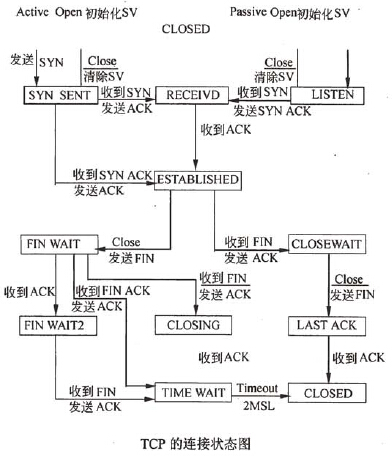 Active Open 初始化SV
Passive Open初始化SV
CLOSED
发送 SYN
Close
清除SV
Close
清除SV
SYN SENT
收到SYN
发送ACK
RECEIVD
收到SYN
发送SYN ACK
LISTEN
收到ACK
收到SYN ACK
发送ACK
ESTABLISHED
FIN WAIT
Close
发送FIN
收到 FIN
发送 ACK
CLOSEWAIT
收到ACK
收到FIN ACK
发送ACK
收到 FIN
发送ACK
Close
发送FIN
FIN WAIT2
CLOSING
LAST ACK
收到ACK
收到ACK
收到FIN
发送ACK
TIME WAIT
Timeout
2MSL
CLOSED
TCP 的连接状态图